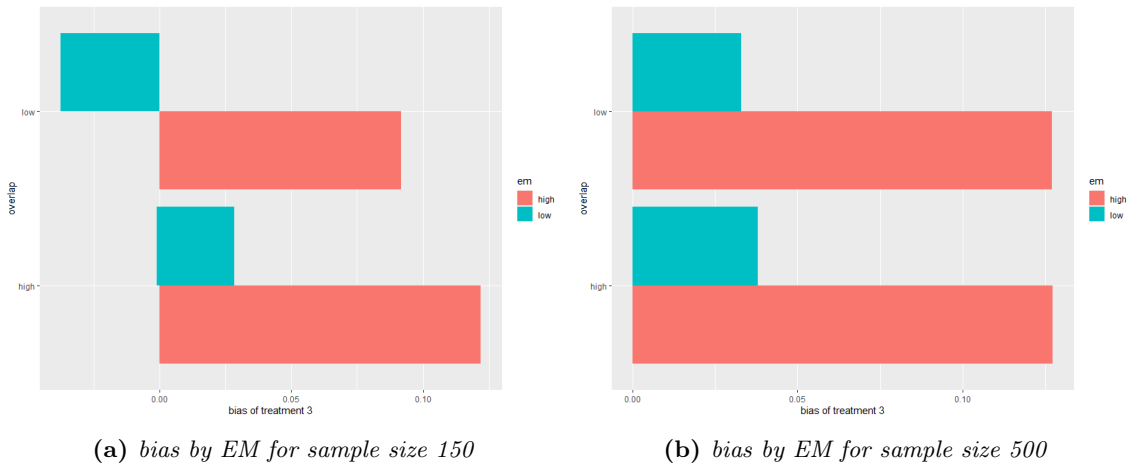 low
high
overlap
0.00
0.05
0.10
bias of treatment 3
em
high
low
(a) bias by EM for sample size 150
low
high
overlap
0.00
0.05
0.10
bias of treatment 3
em
high
low
(b) bias by EM for sample size 500